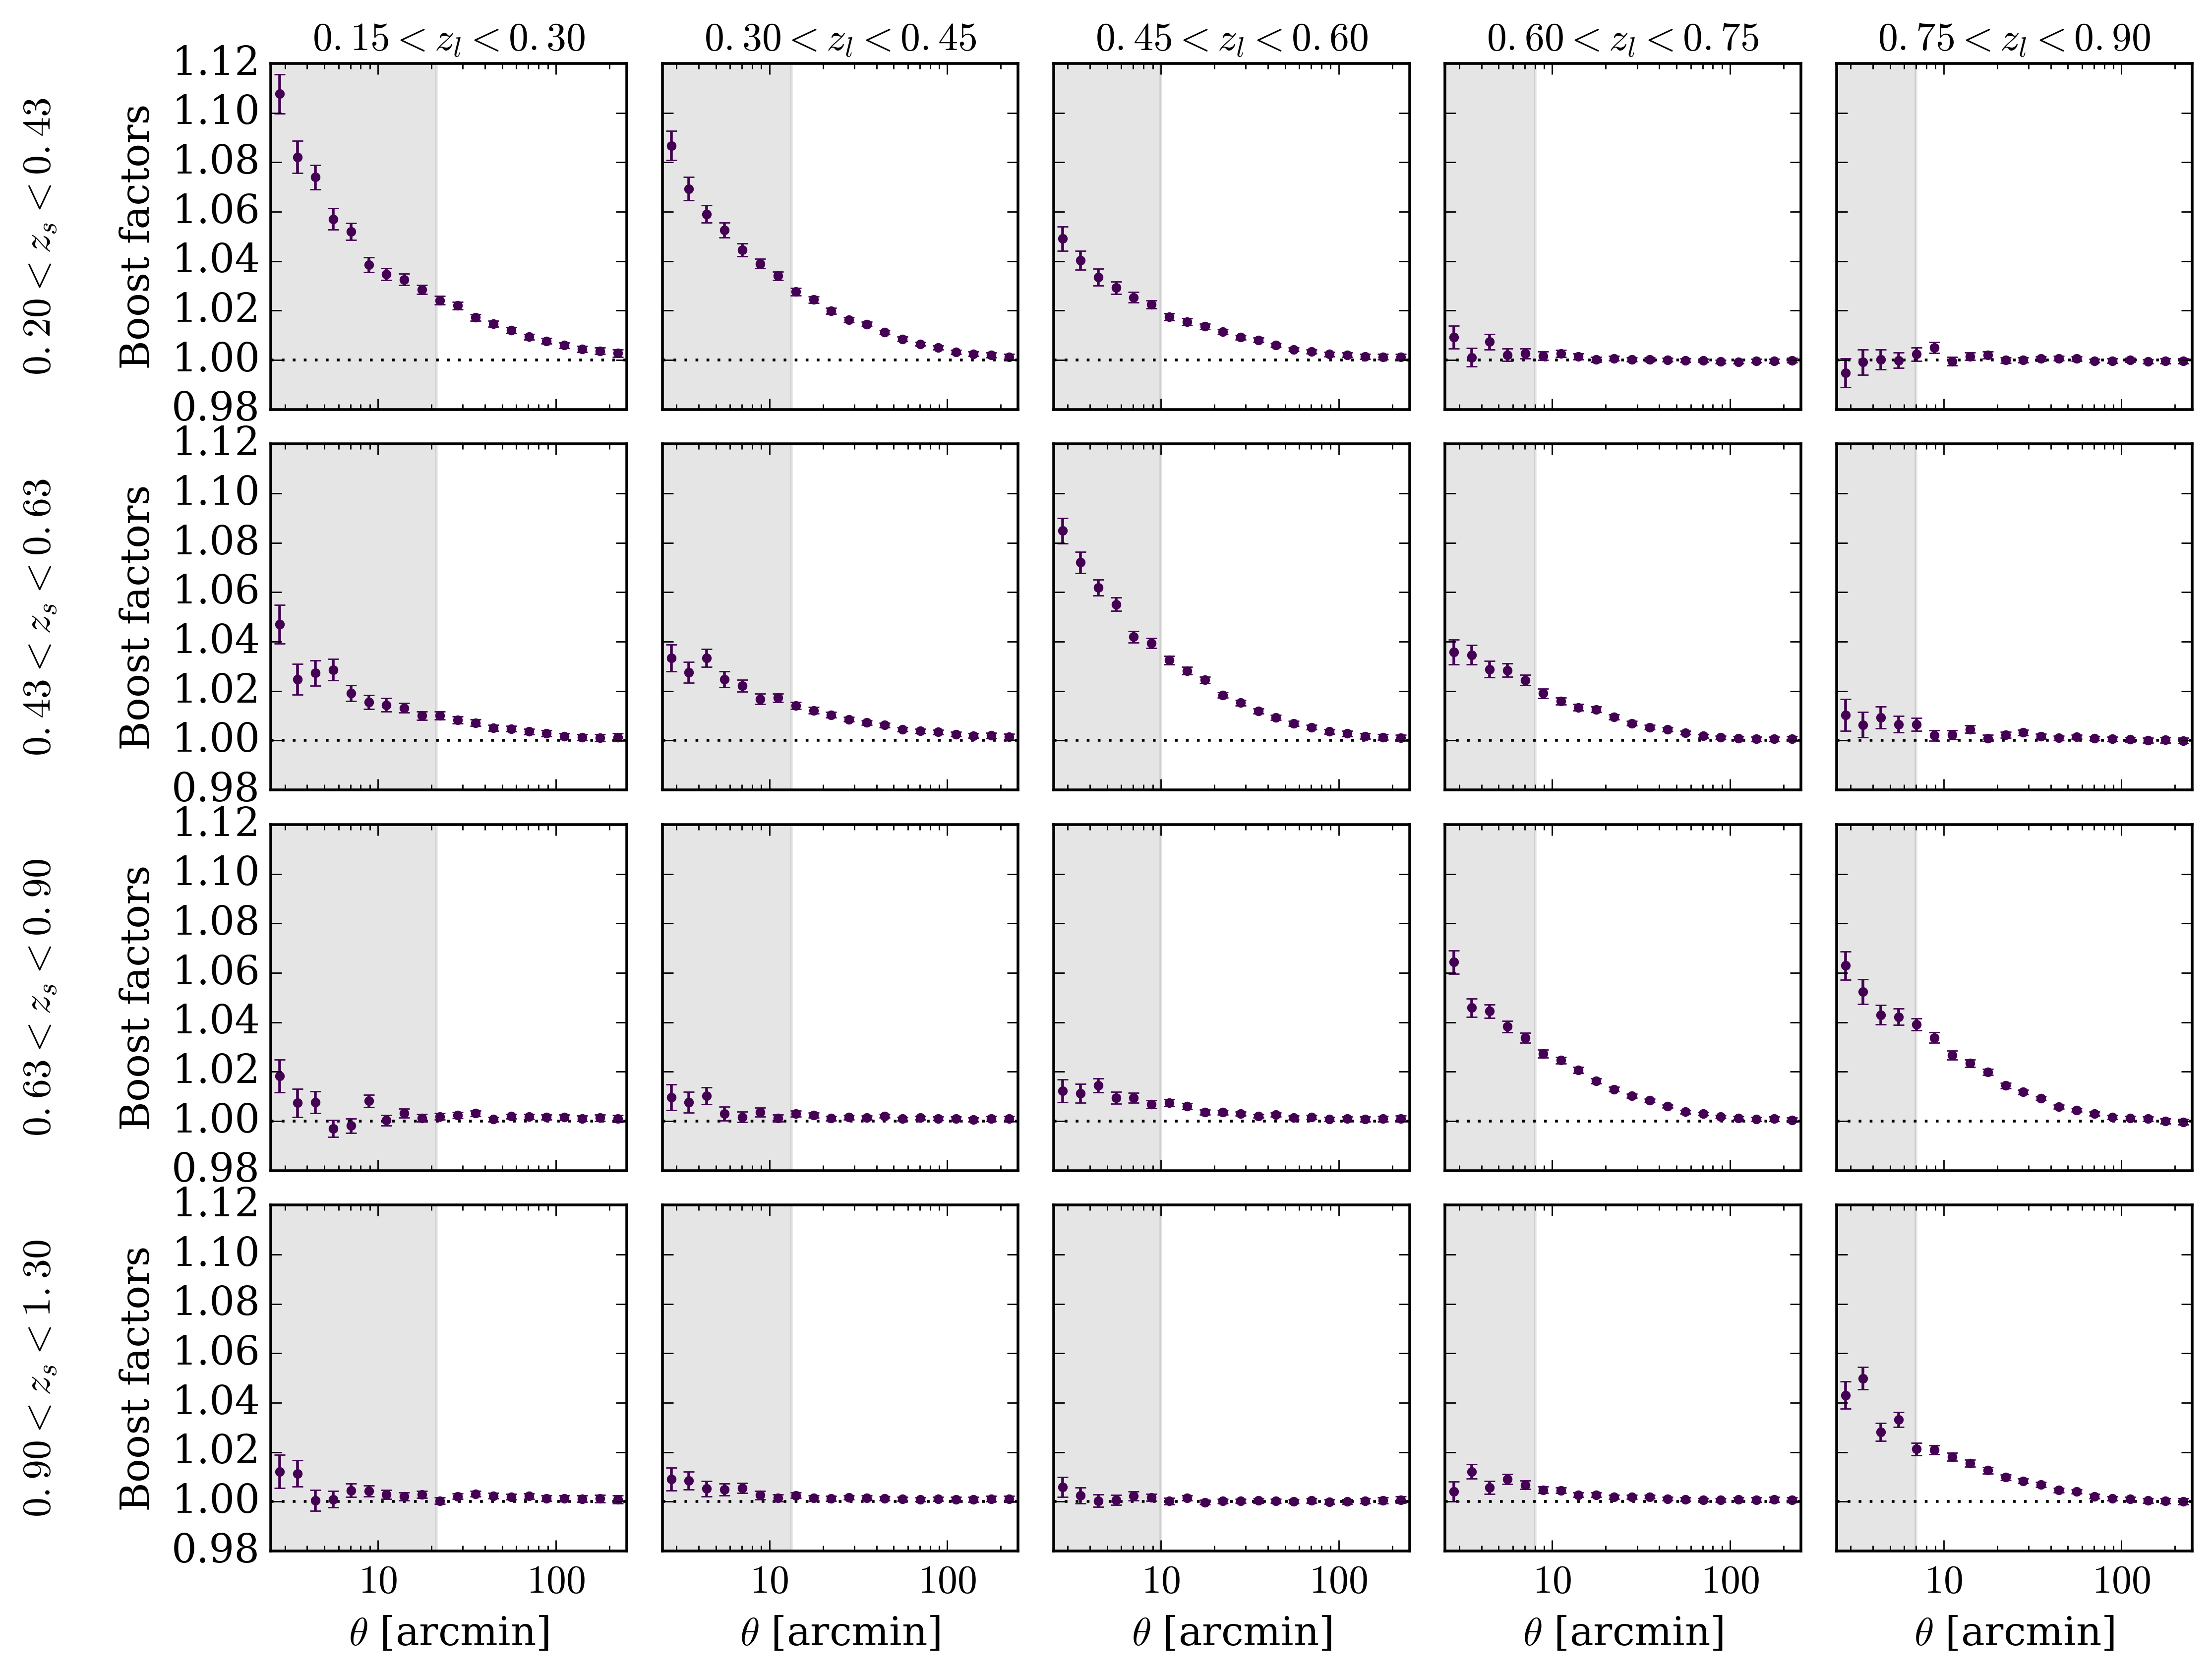 0.15 < z_l < 0.30 0.30 < z_l < 0.45 0.45 < z_l < 0.60 0.60 < z_l < 0.75 0.75 < z_l < 0.90
0.20 < z_s < 0.43
Boost factors
1.12
1.10
1.08
1.06
1.04
1.02
1.00
0.98
0.43 < z_s < 0.63
Boost factors
1.12
1.10
1.08
1.06
1.04
1.02
1.00
0.98
0.63 < z_s < 0.90
Boost factors
1.12
1.10
1.08
1.06
1.04
1.02
1.00
0.98
0.90 < z_s < 1.30
Boost factors
1.12
1.10
1.08
1.06
1.04
1.02
1.00
0.98
10 100 10 100 10 100 10 100 10 100
θ [arcmin] θ [arcmin] θ [arcmin] θ [arcmin] θ [arcmin]